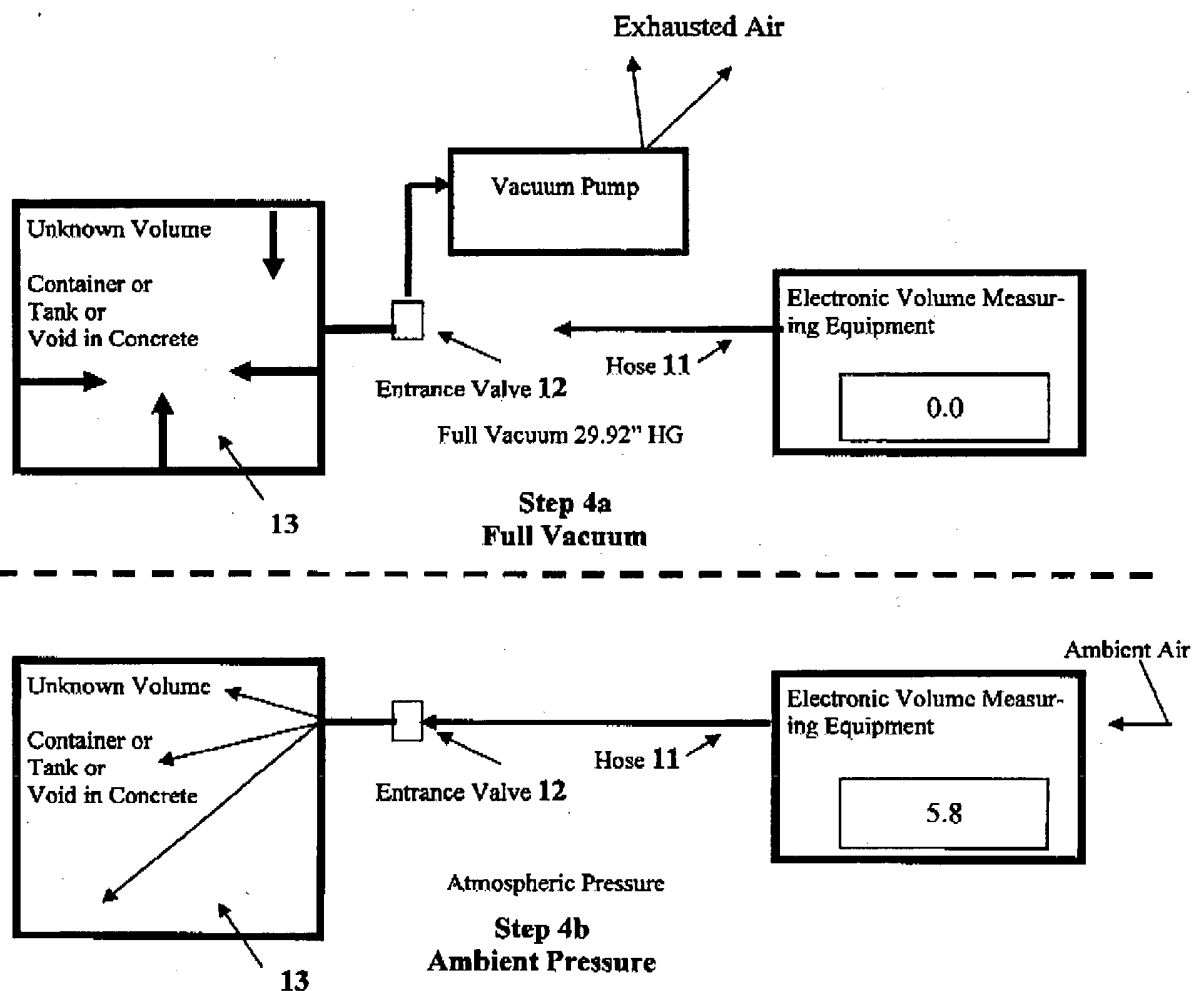 Exhausted Air
Vacuum Pump
Unknown Volume
Container or
Tank or
Void in Concrete
Electronic Volume Measur-
ing Equipment
0.0
Hose 11
Entrance Valve 12
Full Vacuum 29.92" HG
13
Step 4a
Full Vacuum
Ambient Air
Unknown Volume
Container or
Tank or
Void in Concrete
Electronic Volume Measur-
ing Equipment
5.8
Hose 11
Entrance Valve 12
Atmospheric Pressure
13
Step 4b
Ambient Pressure